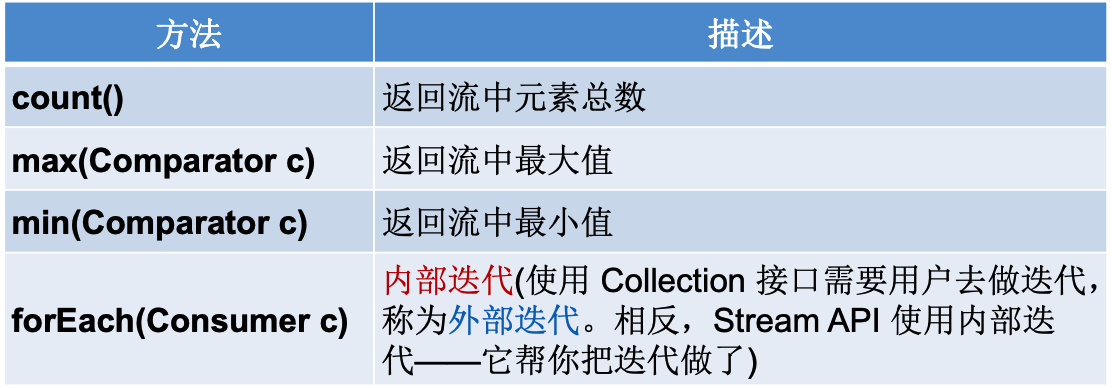 方法 描述
count() 返回流中元素总数
max(Comparator c) 返回流中最大值
min(Comparator c) 返回流中最小值
forEach(Consumer c)
内部迭代(使用 Collection 接口需要用户去做迭代，
称为外部迭代。相反，Stream API 使用内部迭
代——它帮你把迭代做了)